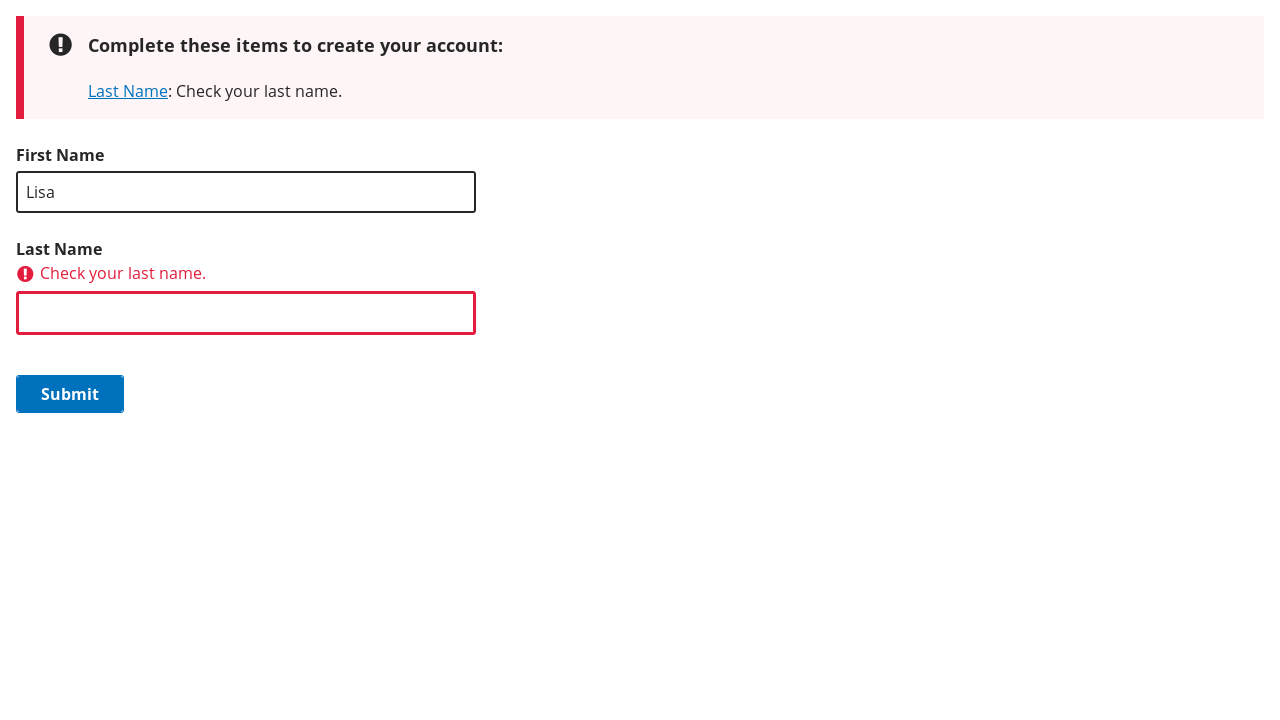 Complete these items to create your account:
Last Name: Check your last name.
First Name
Lisa
Last Name
Check your last name.
Submit